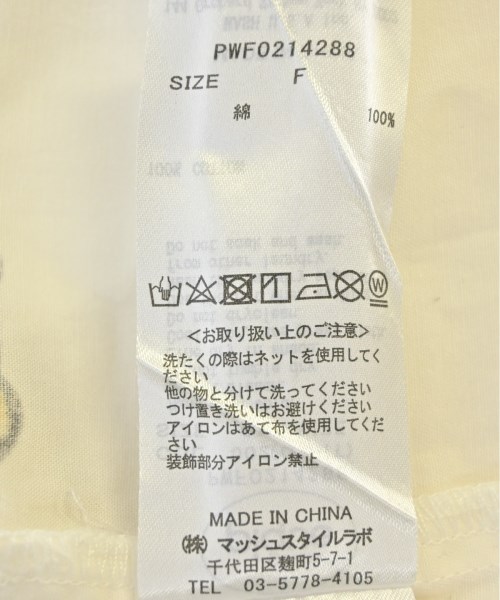 PWF0214288
SIZE F
綿 100%
W
<お取り扱い上のご注意>
洗たくの際はネットを使用してく
ださい
他の物と分けて洗ってください
つけ置き洗いはお避けください
アイロンはあて布を使用してくだ
さい
装飾部分アイロン禁止
MADE IN CHINA
(株) マッシュスタイルラボ
千代田区麹町5-7-1
TEL 03-5778-4105